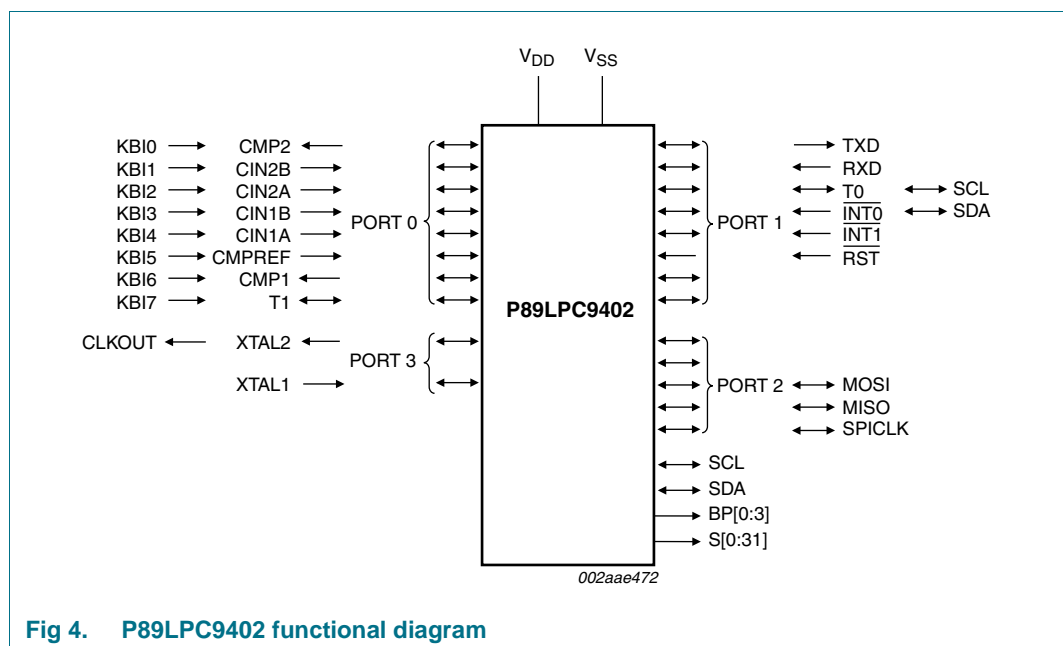 VDD VSS
KBI0 CMP2 TXD
KBI1 CIN2B RXD
KBI2 CIN2A T0 SCL
KBI3 CIN1B INT0 SDA
PORT 0 PORT 1
KBI4 CIN1A INT1
KBI5 CMPREF RST
KBI6 CMP1
KBI7 T1
P89LPC9402
CLKOUT XTAL2
PORT 3
XTAL1 PORT 2 MOSI
MISO
SPICLK
SCL
SDA
BP[0:3]
S[0:31]
002aae472
Fig 4. P89LPC9402 functional diagram